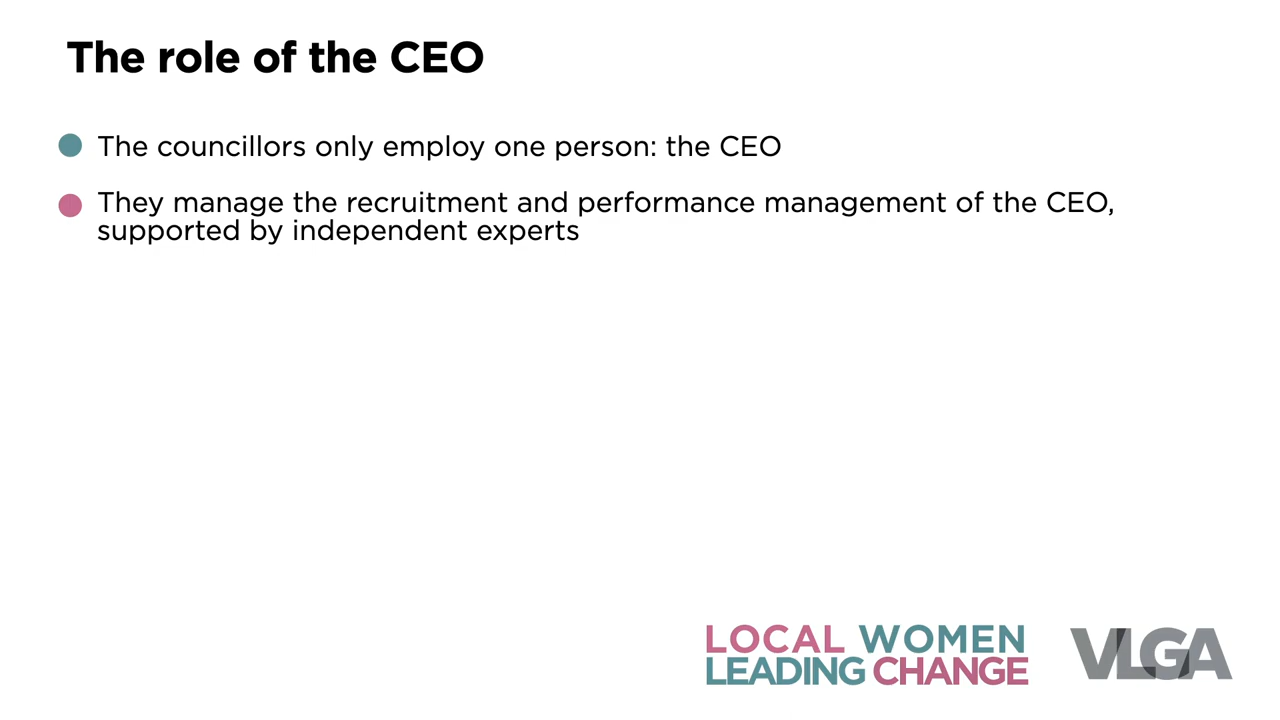 The role of the CEO
The councillors only employ one person: the CEO
They manage the recruitment and performance management of the CEO,
supported by independent experts
LOCAL WOMEN
LEADING CHANGE
VLGA